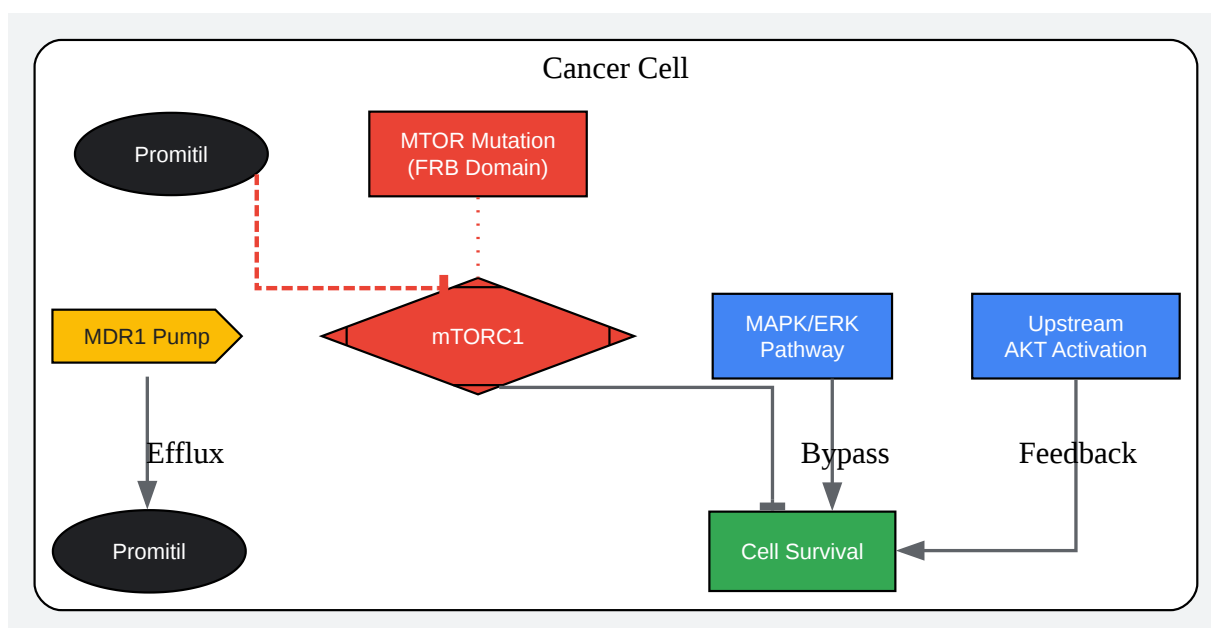 Cancer Cell
Promitil
MTOR Mutation
(FRB Domain)
MDR1 Pump
mTORC1
MAPK/ERK
Pathway
Upstream
AKT Activation
Efflux
Bypass
Feedback
Promitil
Cell Survival